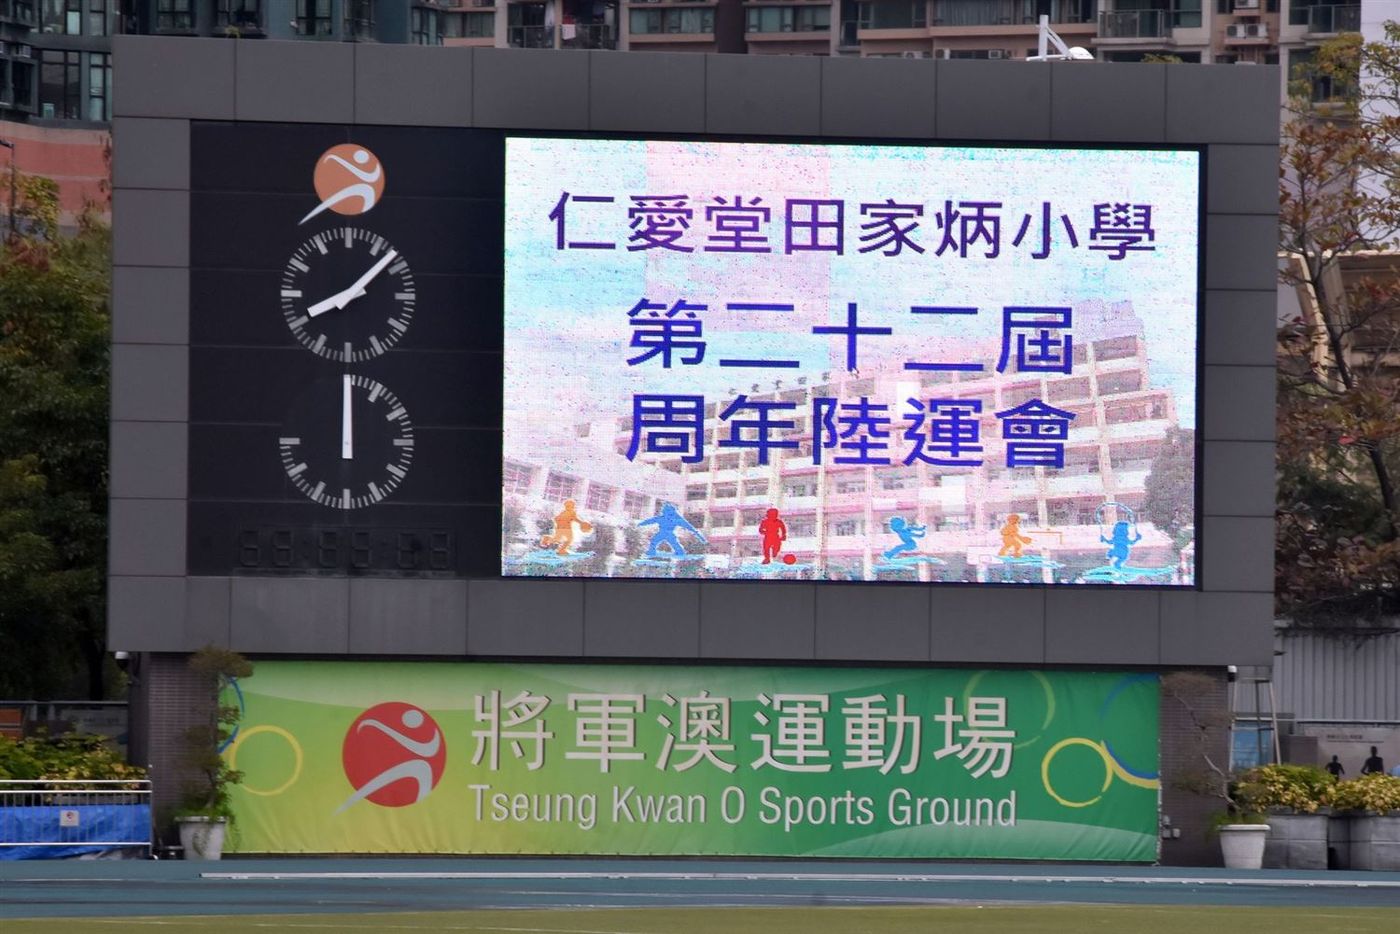 仁愛堂田家炳小學
第二十二屆
周年陸運會
將軍澳運動場
Tseung Kwan O Sports Ground